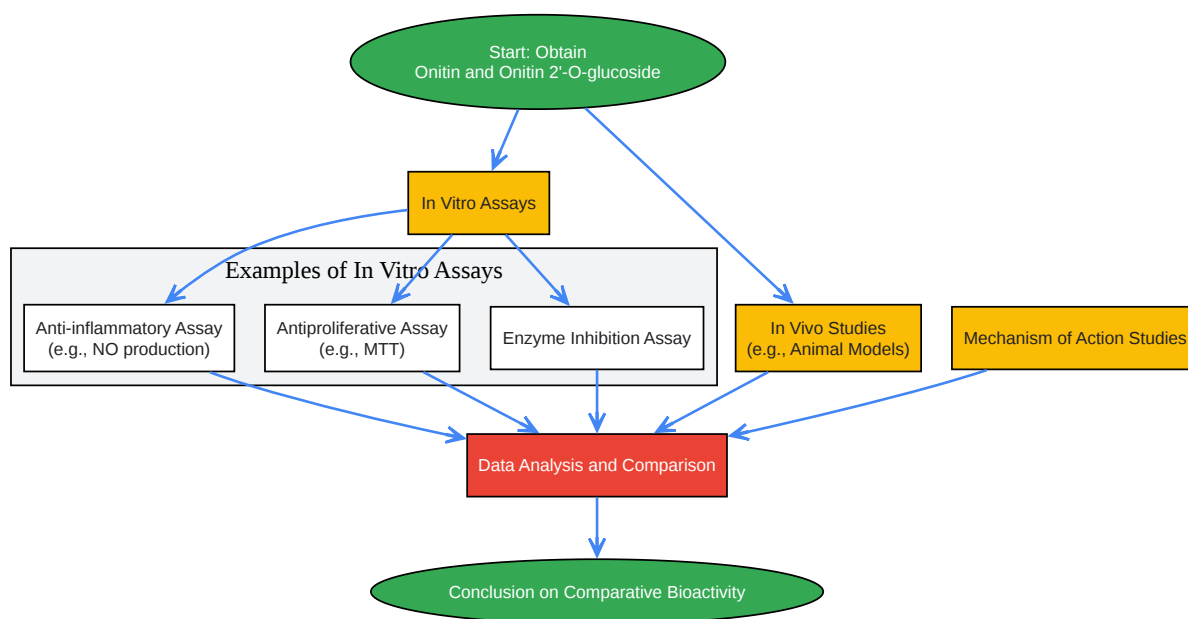 Start: Obtain
Onitin and Onitin 2'-O-glucoside
In Vitro Assays
Examples of In Vitro Assays
Anti-inflammatory Assay
(e.g., NO production)
Antiproliferative Assay
(e.g., MTT)
Enzyme Inhibition Assay
In Vivo Studies
(e.g., Animal Models)
Mechanism of Action Studies
Data Analysis and Comparison
Conclusion on Comparative Bioactivity